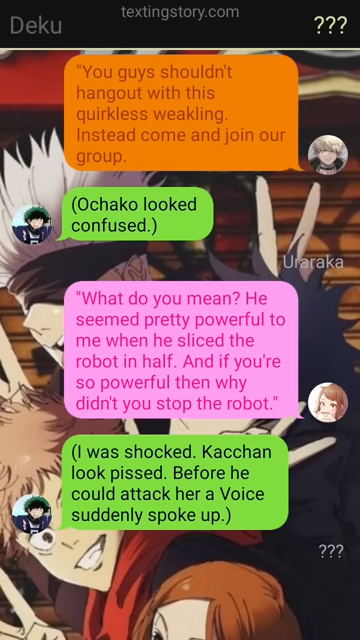 textingstory.com
Deku
???
"You guys shouldn't
hangout with this
quirkless weakling.
Instead come and join our
group.
(Ochako looked
confused.)
Uraraka
"What do you mean? He
seemed pretty powerful to
me when he sliced the
robot in half. And if you're
so powerful then why
didn't you stop the robot."
(I was shocked. Kacchan
look pissed. Before he
could attack her a Voice
suddenly spoke up.)
???